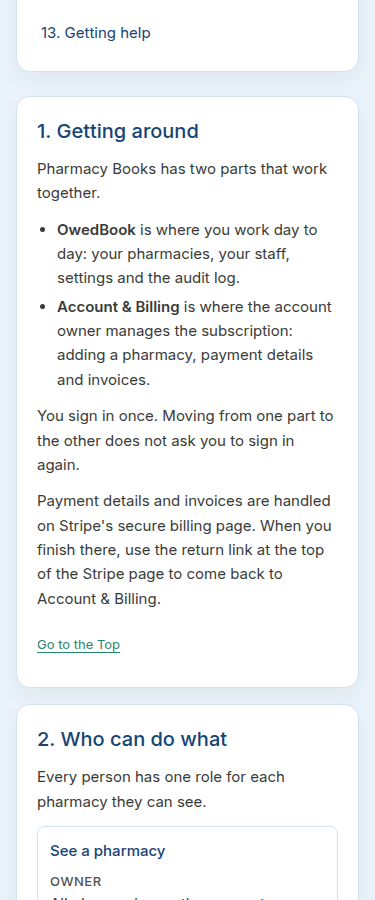 13. Getting help
1. Getting around
Pharmacy Books has two parts that work
together.
• OwedBook is where you work day to
day: your pharmacies, your staff,
settings and the audit log.
• Account & Billing is where the account
owner manages the subscription:
adding a pharmacy, payment details
and invoices.
You sign in once. Moving from one part to
the other does not ask you to sign in
again.
Payment details and invoices are handled
on Stripe's secure billing page. When you
finish there, use the return link at the top
of the Stripe page to come back to
Account & Billing.
Go to the Top
2. Who can do what
Every person has one role for each
pharmacy they can see.
See a pharmacy
OWNER